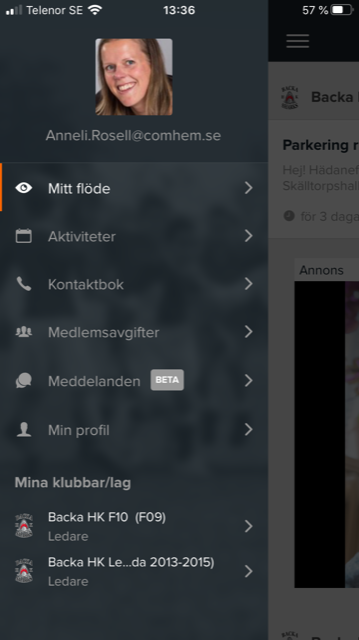 Telenor SE 13:36 57 %
Anneli.Rosell@comhem.se
Mitt flöde
Aktiviteter
Kontaktbok
Medlemsavgifter
Meddelanden BETA
Min profil
Mina klubbar/lag
Backa HK F10 (F09)
Ledare
Backa HK Le...da 2013-2015)
Ledare
Backa
Parkering r
Hej! Hädanef
Skälltorpshal
för 3 daga
Annons
Backa H